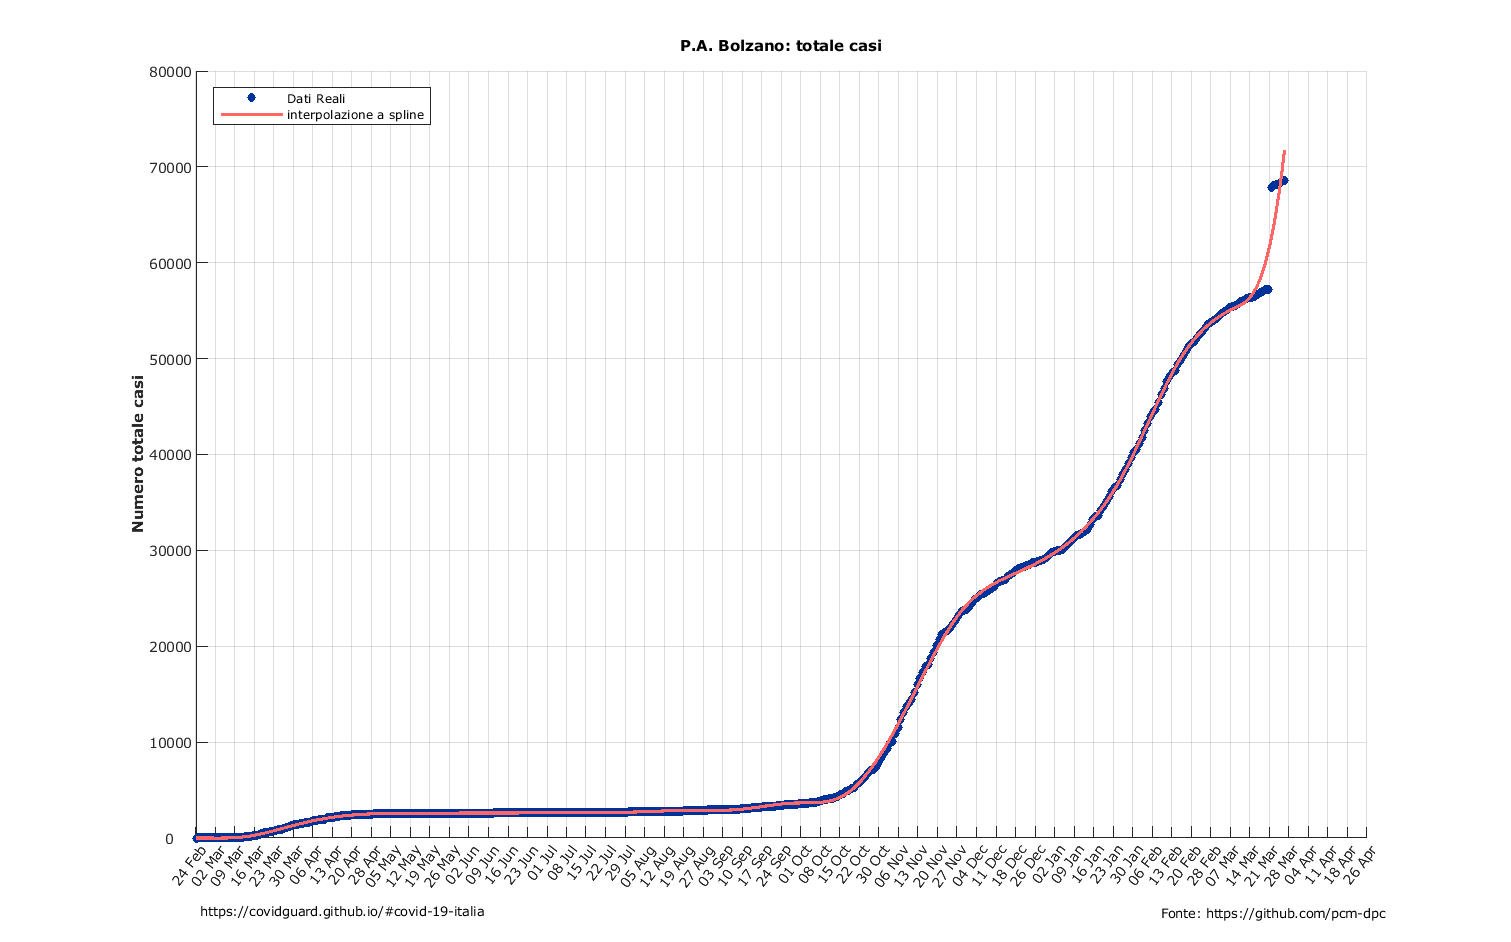 P.A. Bolzano: totale casi
Dati Reali
interpolazione a spline
Numero totale casi
80000
70000
60000
50000
40000
30000
20000
10000
0
24 Feb
02 Mar
09 Mar
16 Mar
23 Mar
30 Mar
06 Apr
13 Apr
20 Apr
28 Apr
05 May
12 May
19 May
26 May
02 Jun
09 Jun
16 Jun
23 Jun
01 Jul
08 Jul
15 Jul
22 Jul
29 Jul
05 Aug
12 Aug
19 Aug
27 Aug
03 Sep
10 Sep
17 Sep
24 Sep
01 Oct
08 Oct
15 Oct
22 Oct
30 Oct
06 Nov
13 Nov
20 Nov
27 Nov
04 Dec
11 Dec
18 Dec
26 Dec
02 Jan
09 Jan
16 Jan
23 Jan
30 Jan
06 Feb
13 Feb
20 Feb
28 Feb
07 Mar
14 Mar
21 Mar
28 Mar
04 Apr
11 Apr
18 Apr
26 Apr
https://covidguard.github.io/#covid-19-italia
Fonte: https://github.com/pcm-dpc